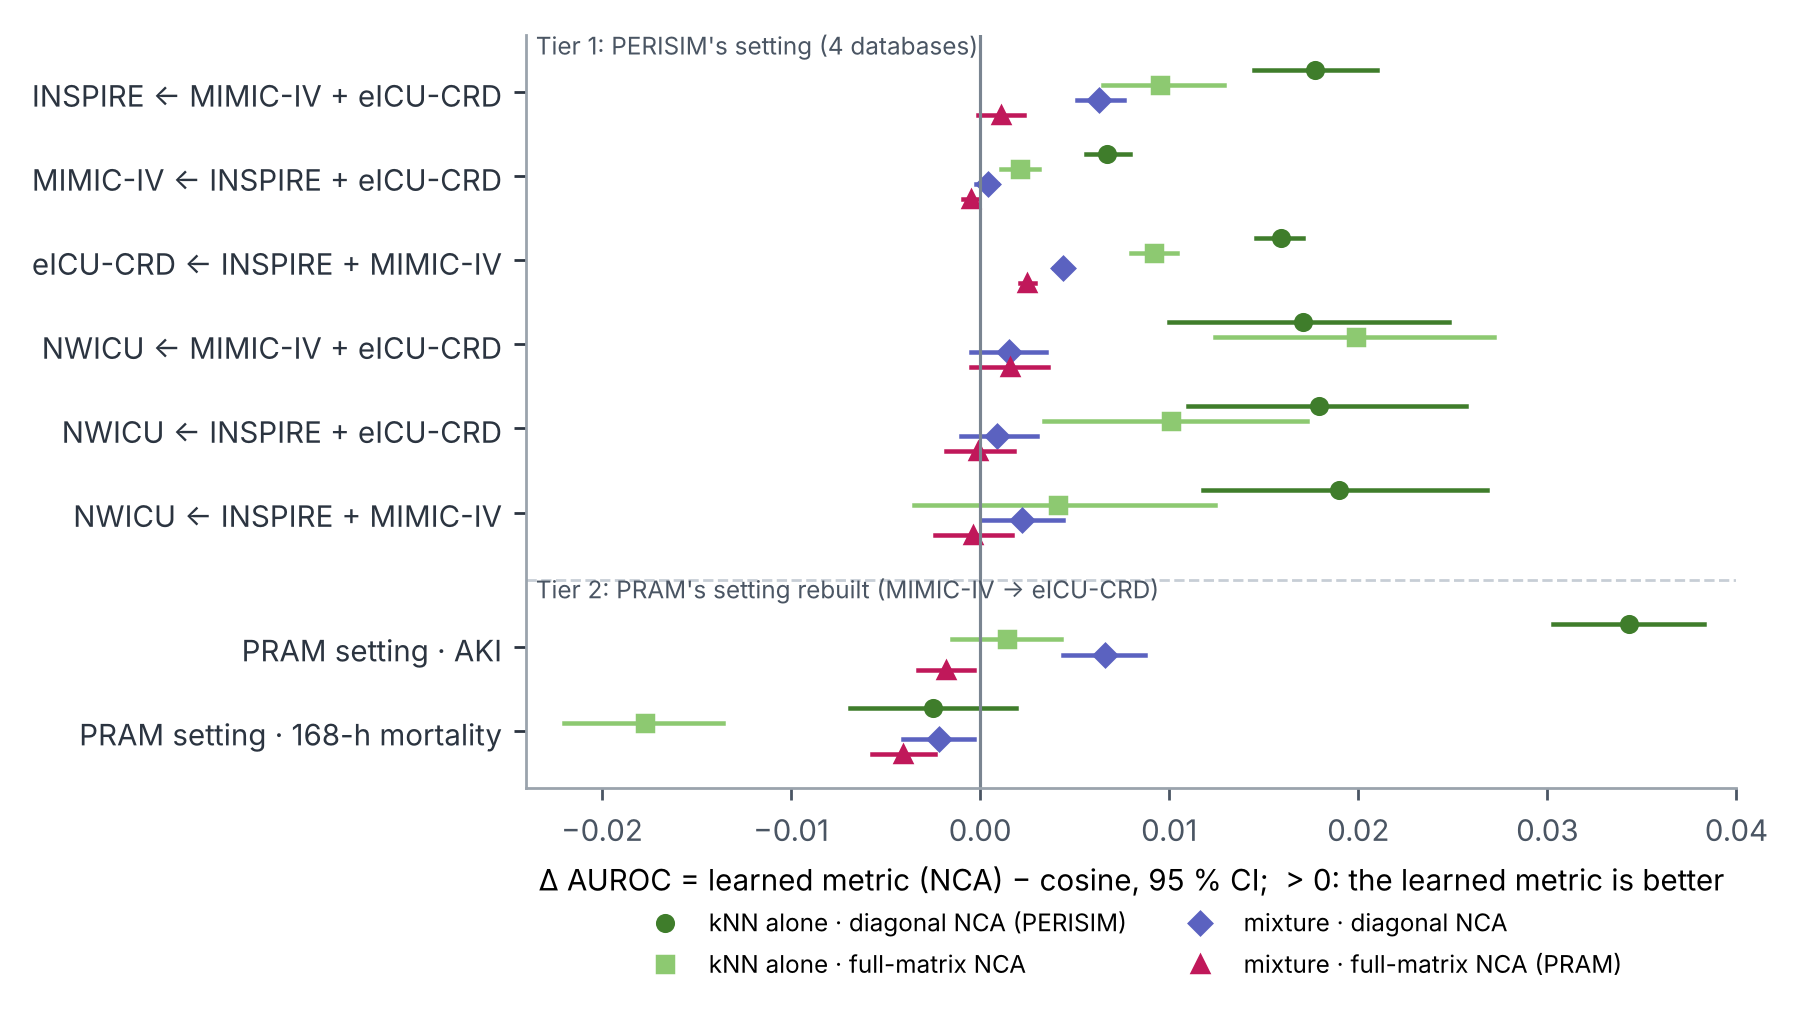 Tier 1: PERISIM's setting (4 databases)
INSPIRE ← MIMIC-IV + eICU-CRD
MIMIC-IV ← INSPIRE + eICU-CRD
eICU-CRD ← INSPIRE + MIMIC-IV
NWICU ← MIMIC-IV + eICU-CRD
NWICU ← INSPIRE + eICU-CRD
NWICU ← INSPIRE + MIMIC-IV
Tier 2: PRAM's setting rebuilt (MIMIC-IV → eICU-CRD)
PRAM setting · AKI
PRAM setting · 168-h mortality
−0.02 −0.01 0.00 0.01 0.02 0.03 0.04
Δ AUROC = learned metric (NCA) − cosine, 95 % CI;  > 0: the learned metric is better
kNN alone · diagonal NCA (PERISIM)
kNN alone · full-matrix NCA
mixture · diagonal NCA
mixture · full-matrix NCA (PRAM)